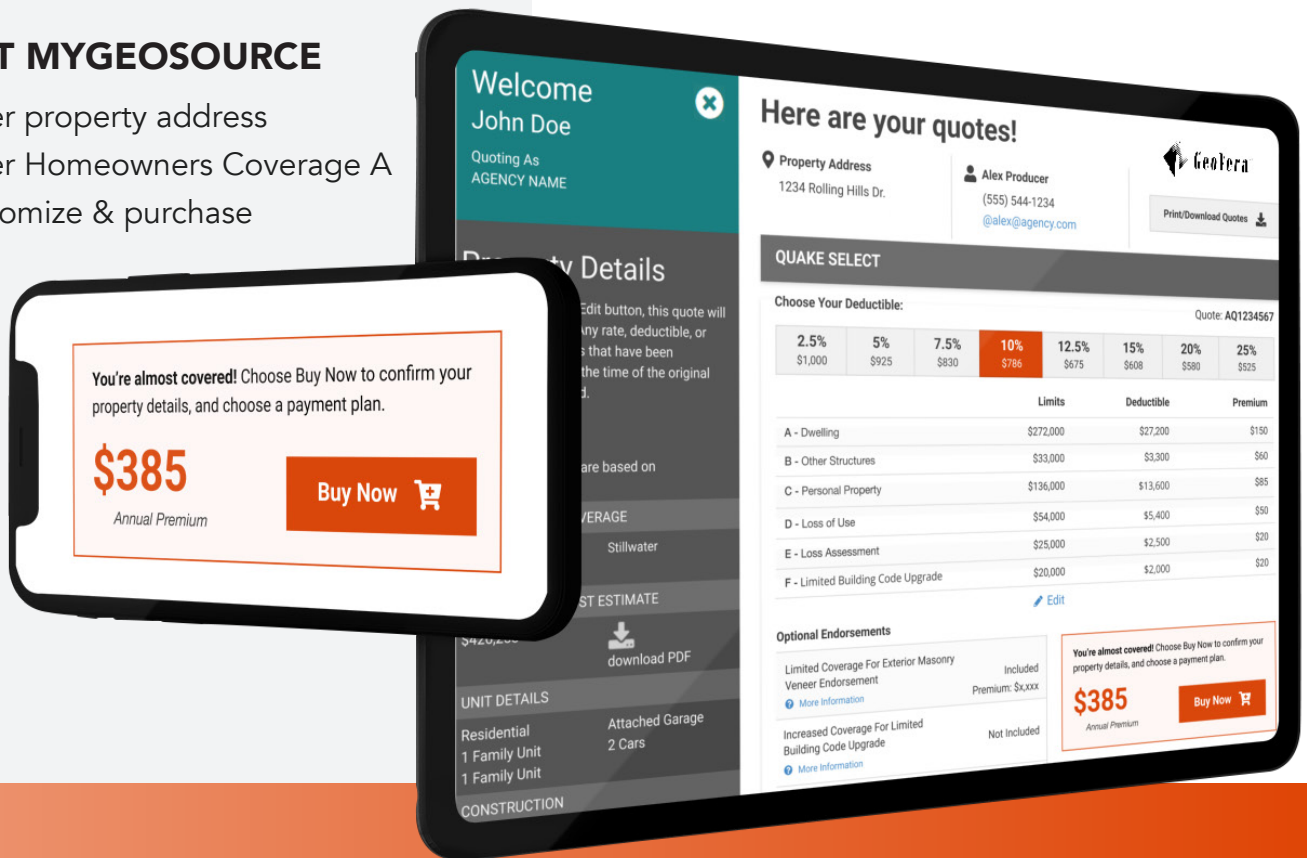 T MYGEOSOURCE
er property address
er Homeowners Coverage A
tomize & purchase
You're almost covered! Choose Buy Now to confirm your
property details, and choose a payment plan.
$385
Annual Premium
Buy Now
Welcome
John Doe
Quoting As
AGENCY NAME
Details
Edit button, this quote will
Any rate, deductible, or
s that have been
the time of the original
d.
are based on
VERAGE
Stillwater
ST ESTIMATE
download PDF
UNIT DETAILS
Residential
1 Family Unit
1 Family Unit
Attached Garage
2 Cars
CONSTRUCTION
Here are your quotes!
Property Address
1234 Rolling Hills Dr.
Alex Producer
(555) 544-1234
@alex@agency.com
GeoVera
Print/Download Quotes
QUAKE SELECT
Choose Your Deductible:
Quote: AQ1234567
2.5% 5% 7.5% 10% 12.5% 15% 20% 25%
$1,000 $925 $830 $786 $675 $608 $580 $525
Limits Deductible Premium
A - Dwelling $272,000 $27,200 $150
B - Other Structures $33,000 $3,300 $60
C - Personal Property $136,000 $13,600 $85
D - Loss of Use $54,000 $5,400 $50
E - Loss Assessment $25,000 $2,500 $20
F - Limited Building Code Upgrade $20,000 $2,000 $20
Edit
Optional Endorsements
Limited Coverage For Exterior Masonry
Veneer Endorsement
Included
Premium: $x,xxx
More Information
Increased Coverage For Limited
Building Code Upgrade
Not Included
More Information
You're almost covered! Choose Buy Now to confirm your
property details, and choose a payment plan.
$385
Annual Premium
Buy Now